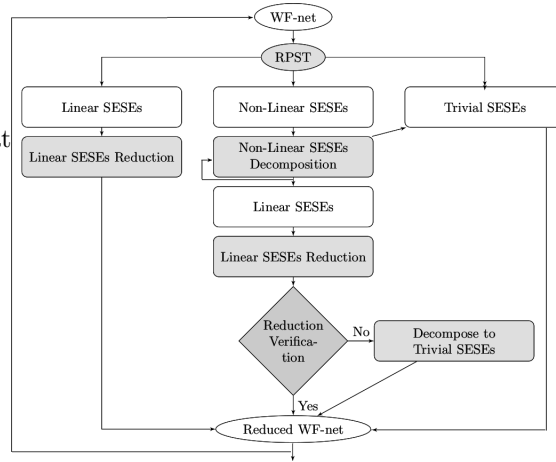 WF-net
RPST
Linear SESEs
Non-Linear SESEs
Trivial SESEs
Linear SESEs Reduction
Non-Linear SESEs
Decomposition
Linear SESEs
Linear SESEs Reduction
Reduction
Verifica-
tion
No
Decompose to
Trivial SESEs
Yes
Reduced WF-net